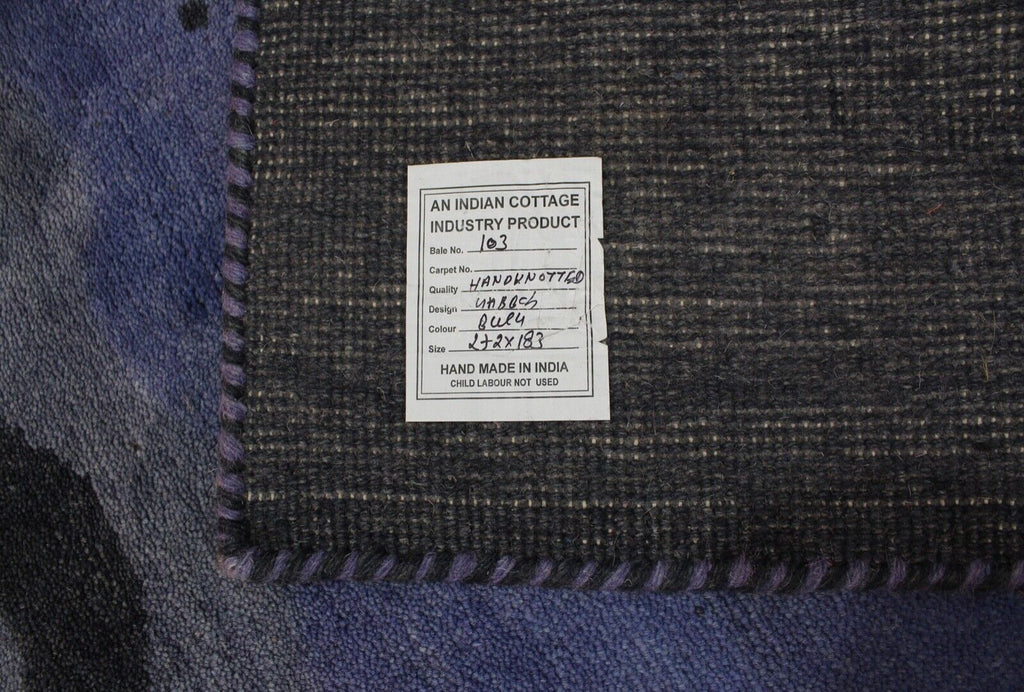 AN INDIAN COTTAGE
INDUSTRY PRODUCT
Bale No. 103
Carpet No.
Quality HANDKNOTTED
Design
Colour
Size 272x183
HAND MADE IN INDIA
CHILD LABOUR NOT USED